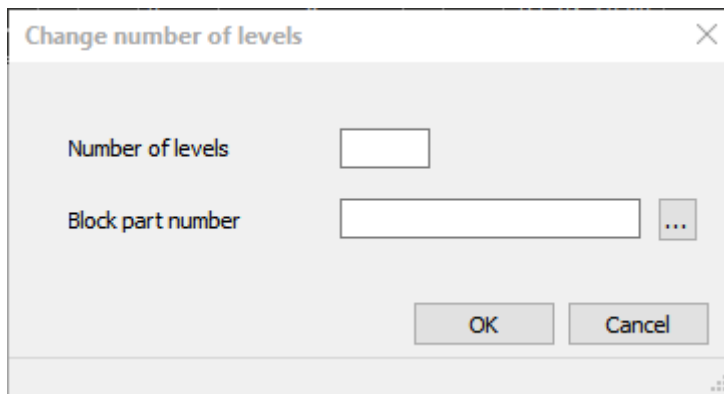 Change number of levels
Number of levels
Block part number
...
OK
Cancel